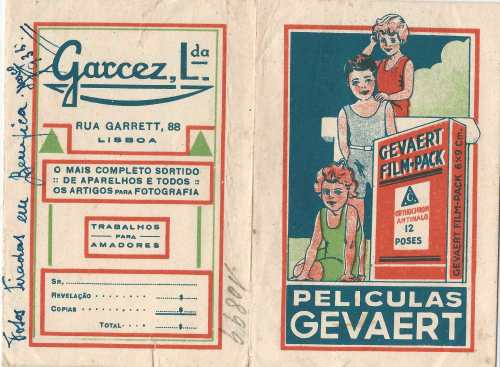 Garcez, L.da
RUA GARRETT, 88
LISBOA
O MAIS COMPLETO SORTIDO
:: DE APARELHOS E TODOS ::
OS ARTIGOS PARA FOTOGRAFIA
TRABALHOS
PARA
AMADORES
SR.
REVELAÇÃO
COPIAS
TOTAL
Fotos tiradas em
GEVAERT
FILM-PACK
ORTHOCHROM
ANTIHALO
12
POSES
GEVAERT FILM-PACK 6x9 cm.
PELICULAS
GEVAERT